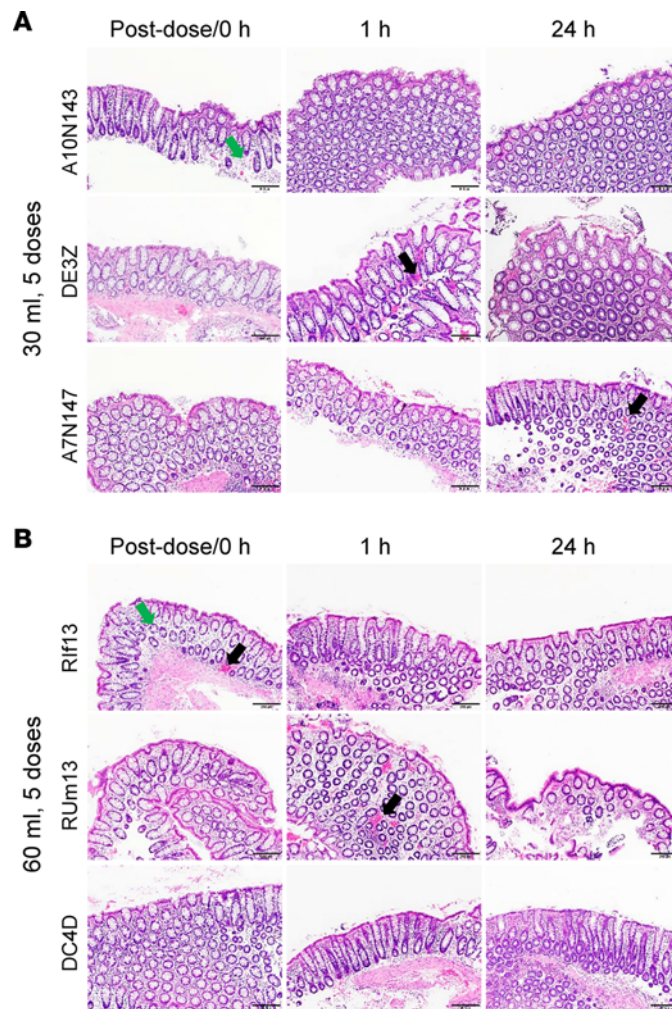 A
Post-dose/0 h 1 h 24 h
30 ml, 5 doses
A10N143
DE3Z
A7N147
B
Post-dose/0 h 1 h 24 h
60 ml, 5 doses
RIf13
RUm13
DC4D